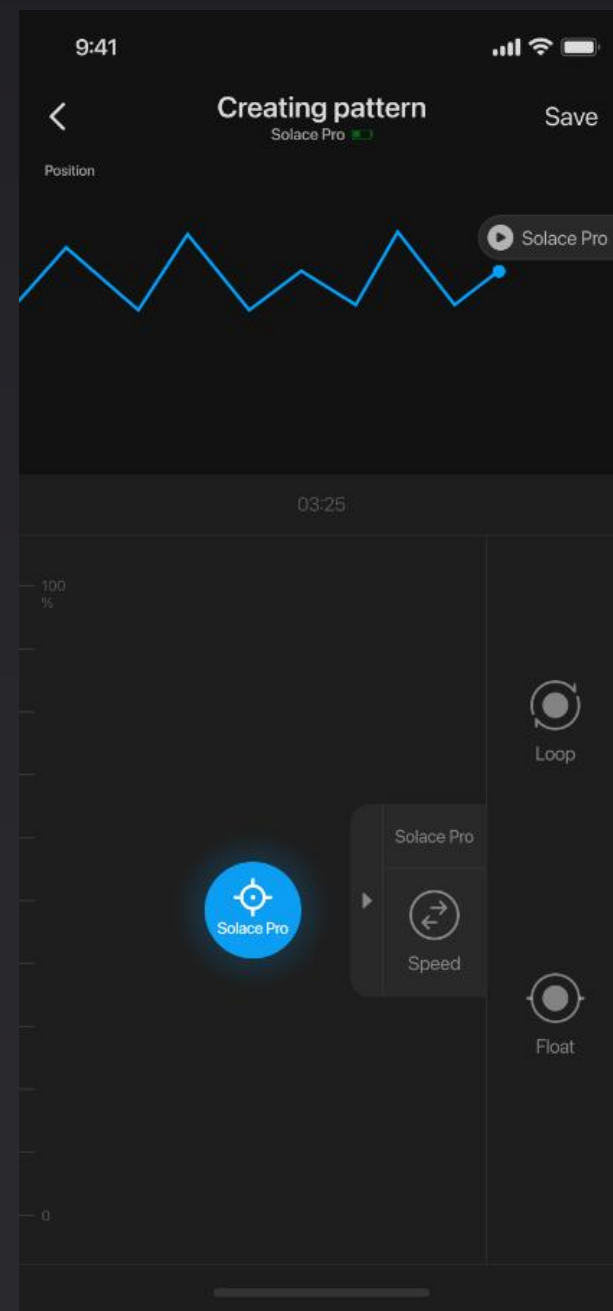 9:41
Creating pattern
Save
Solace Pro
Position
Solace Pro
03:25
100
%
Loop
Solace Pro
Solace Pro
Speed
Float
0